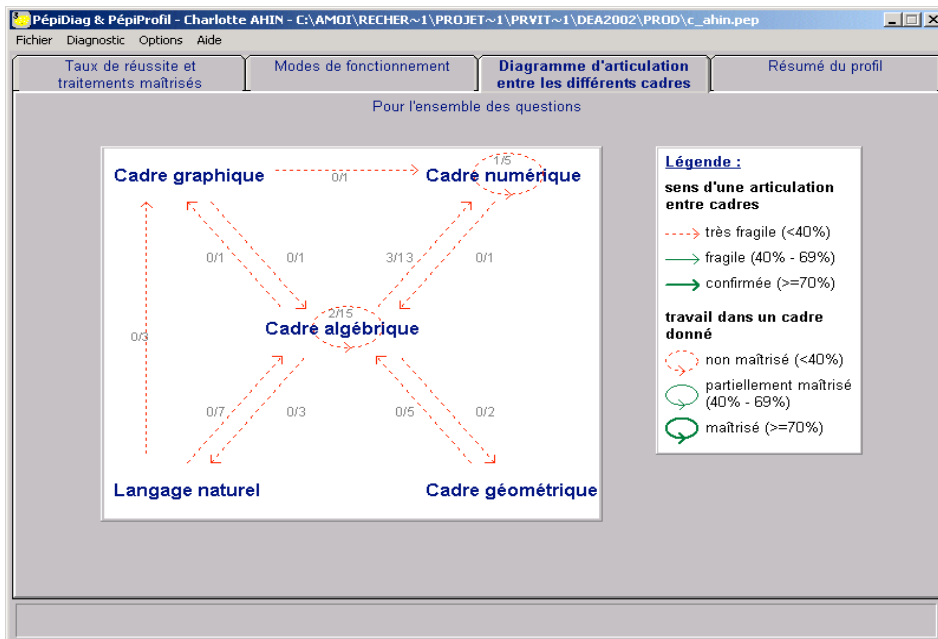 PépiDiag & PépiProfil - Charlotte AHIN - C:\AMOI\RECHER~1\PROJET~1\PRVIT~1\DEA2002\PROD\c_ahin.pep
Fichier Diagnostic Options Aide
Taux de réussite et
traitements maîtrisés
Modes de fonctionnement
Diagramme d'articulation
entre les différents cadres
Résumé du profil
Pour l'ensemble des questions
1/5
Cadre graphique
0/1
Cadre numérique
0/1
0/1
3/13
0/1
2/15
Cadre algébrique
0/3
0/7
0/3
0/5
0/2
Langage naturel
Cadre géométrique
Légende :
sens d'une articulation
entre cadres
très fragile (<40%)
fragile (40% - 69%)
confirmée (>=70%)
travail dans un cadre
donné
non maîtrisé (<40%)
partiellement maîtrisé
(40% - 69%)
maîtrisé (>=70%)